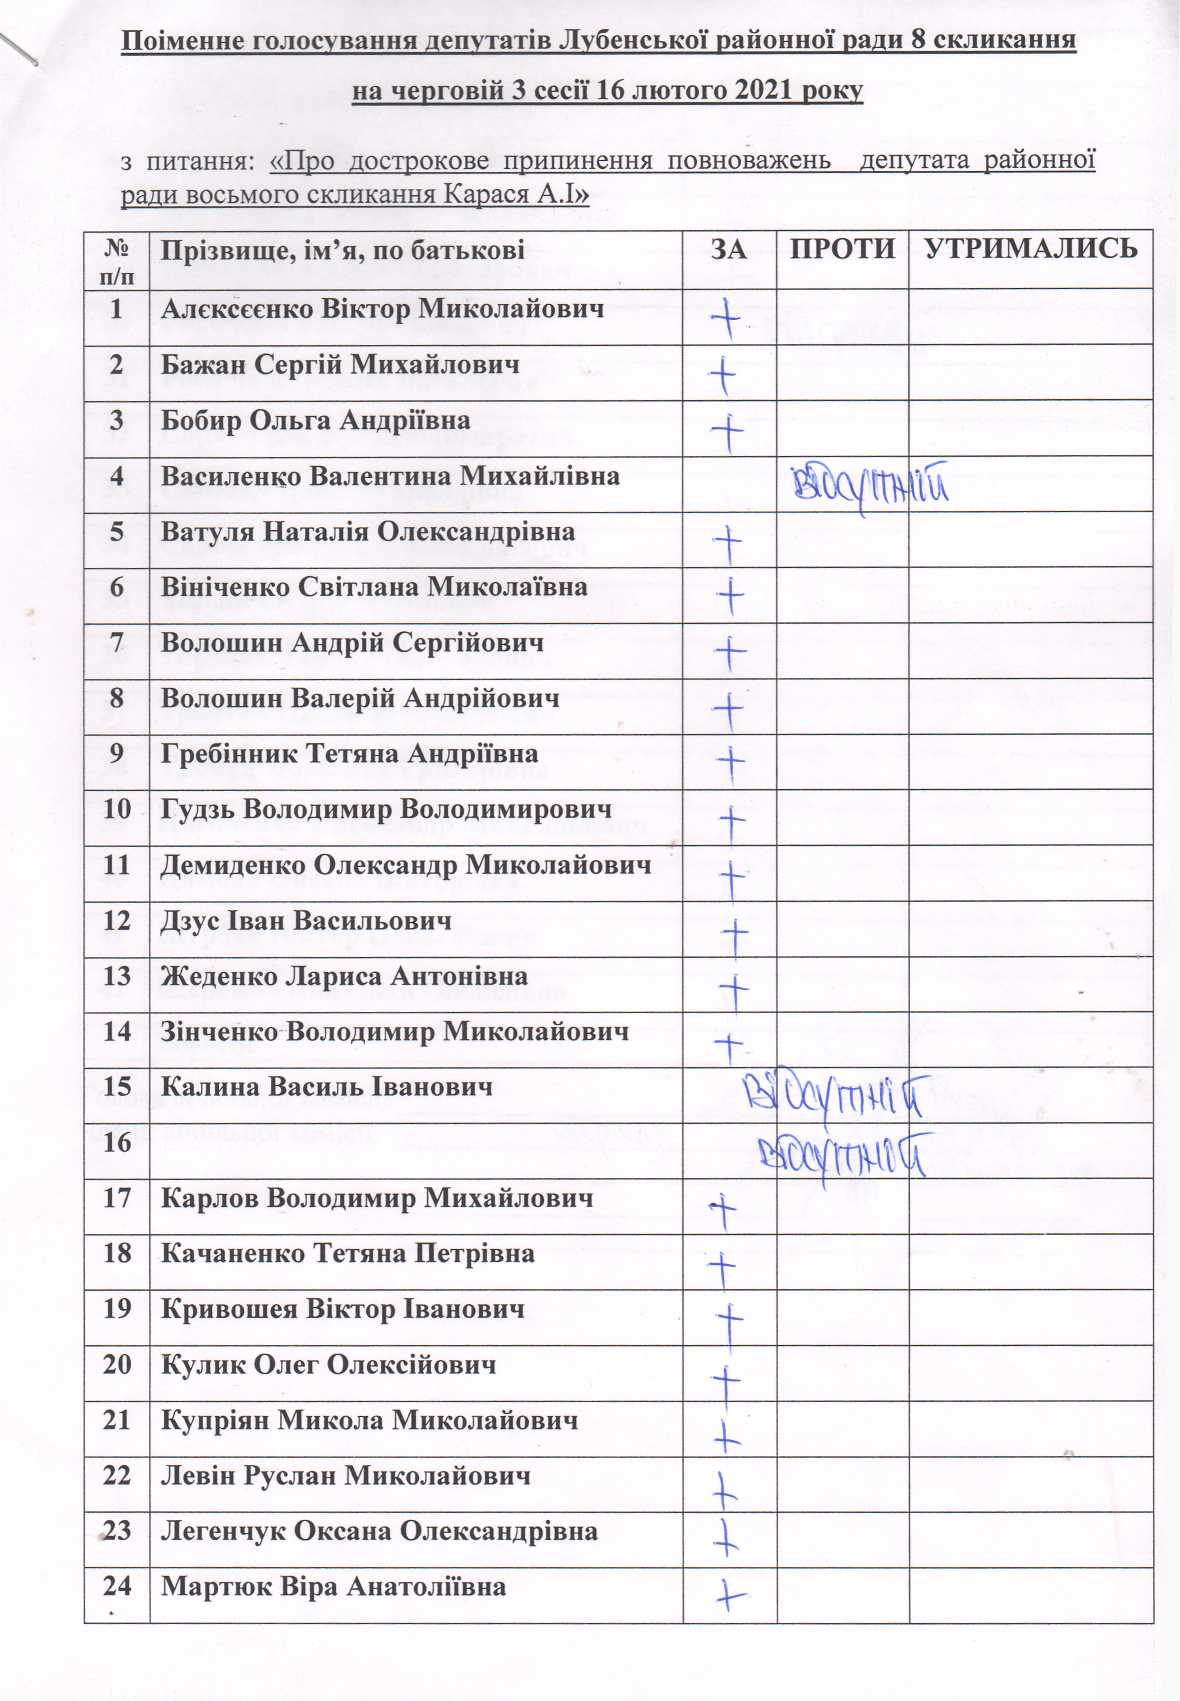 Поіменне голосування депутатів Лубенської районної ради 8 скликання
на черговій 3 сесії 16 лютого 2021 року
з питання: «Про дострокове припинення повноважень депутата районної
ради восьмого скликання Карася А.І»
№ п/п Прізвище, ім’я, по батькові ЗА ПРОТИ УТРИМАЛИСЬ
1 Алєксєєнко Віктор Миколайович +
2 Бажан Сергій Михайлович +
3 Бобир Ольга Андріївна +
4 Василенко Валентина Михайлівна відсутній
5 Ватуля Наталія Олександрівна +
6 Вініченко Світлана Миколаївна +
7 Волошин Андрій Сергійович +
8 Волошин Валерій Андрійович +
9 Гребінник Тетяна Андріївна +
10 Гудзь Володимир Володимирович +
11 Демиденко Олександр Миколайович +
12 Дзус Іван Васильович +
13 Жеденко Лариса Антонівна +
14 Зінченко Володимир Миколайович +
15 Калина Василь Іванович відсутній
16 відсутній
17 Карлов Володимир Михайлович +
18 Качаненко Тетяна Петрівна +
19 Кривошея Віктор Іванович +
20 Кулик Олег Олексійович +
21 Купріян Микола Миколайович +
22 Левін Руслан Миколайович +
23 Легенчук Оксана Олександрівна +
24 Мартюк Віра Анатоліївна +